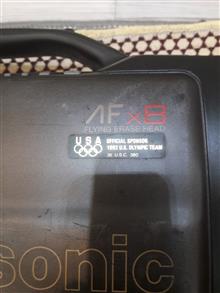 AF x8
FLYING ERASE HEAD
USA
OFFICIAL SPONSOR
1992 U.S. OLYMPIC TEAM
36 U.S.C. 380
sonic